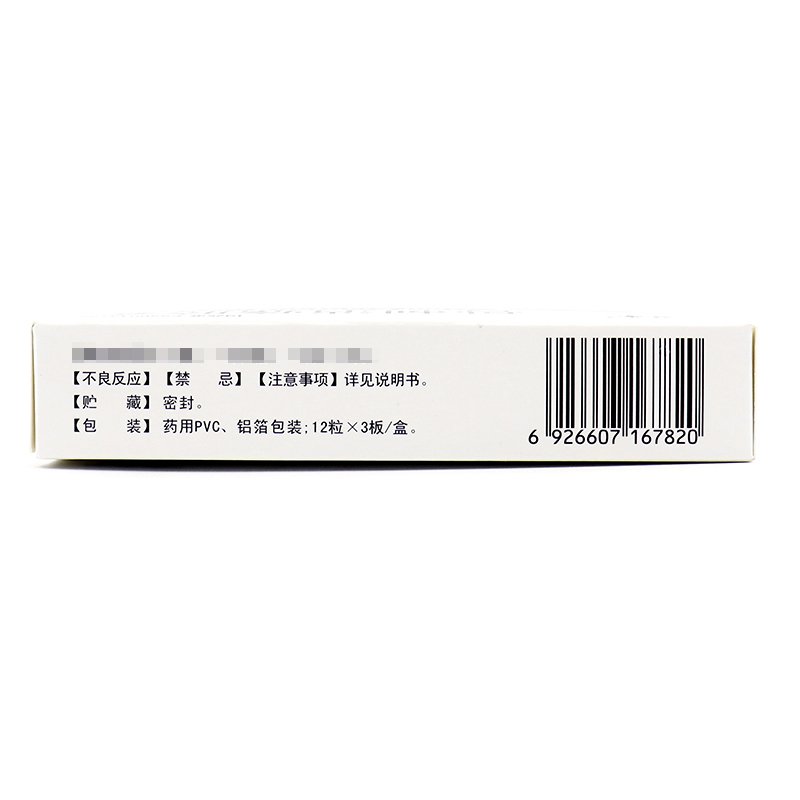 【不良反应】【禁　忌】【注意事项】详见说明书。
【贮　藏】密封。
【包　装】药用PVC、铝箔包装;12粒×3板/盒。
6 926607 167820